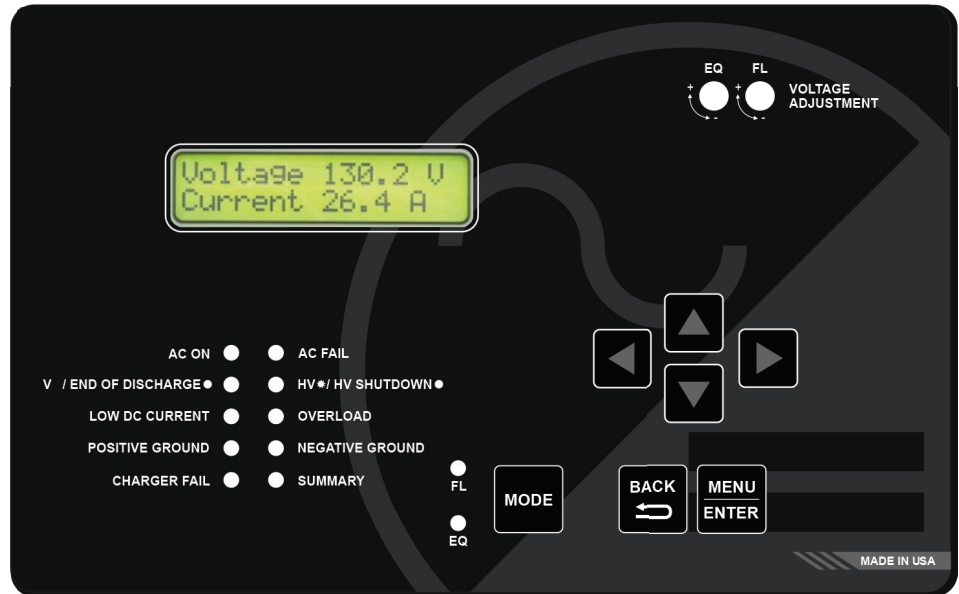 EQ FL
VOLTAGE
ADJUSTMENT
+ - + -
Voltage 130.2 V
Current 26.4 A
AC ON
AC FAIL
V / END OF DISCHARGE●
HV✷/ HV SHUTDOWN●
LOW DC CURRENT
OVERLOAD
POSITIVE GROUND
NEGATIVE GROUND
CHARGER FAIL
SUMMARY
FL
EQ
MODE
BACK
MENU
ENTER
MADE IN USA